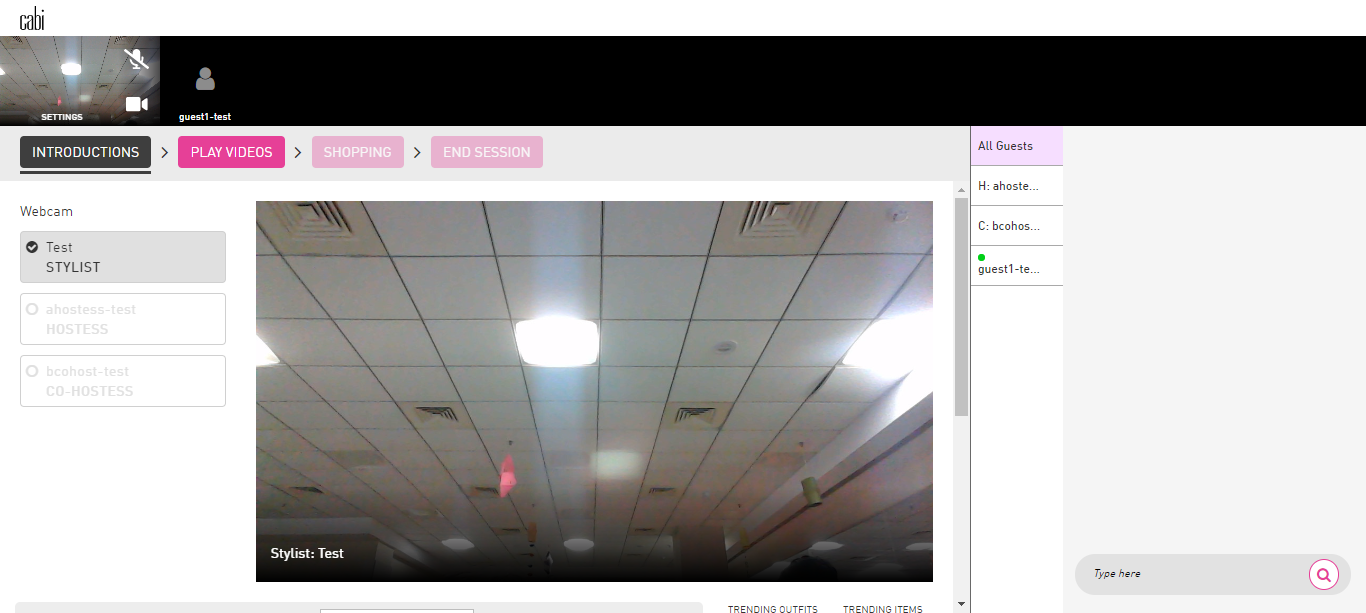 cabi
SETTINGS
guest1-test
INTRODUCTIONS
PLAY VIDEOS
SHOPPING
END SESSION
Webcam
Test
STYLIST
ahostess-test
HOSTESS
bcohost-test
CO-HOSTESS
Stylist: Test
TRENDING OUTFITS
TRENDING ITEMS
All Guests
H: ahoste...
C: bcohos...
guest1-te...
Type here